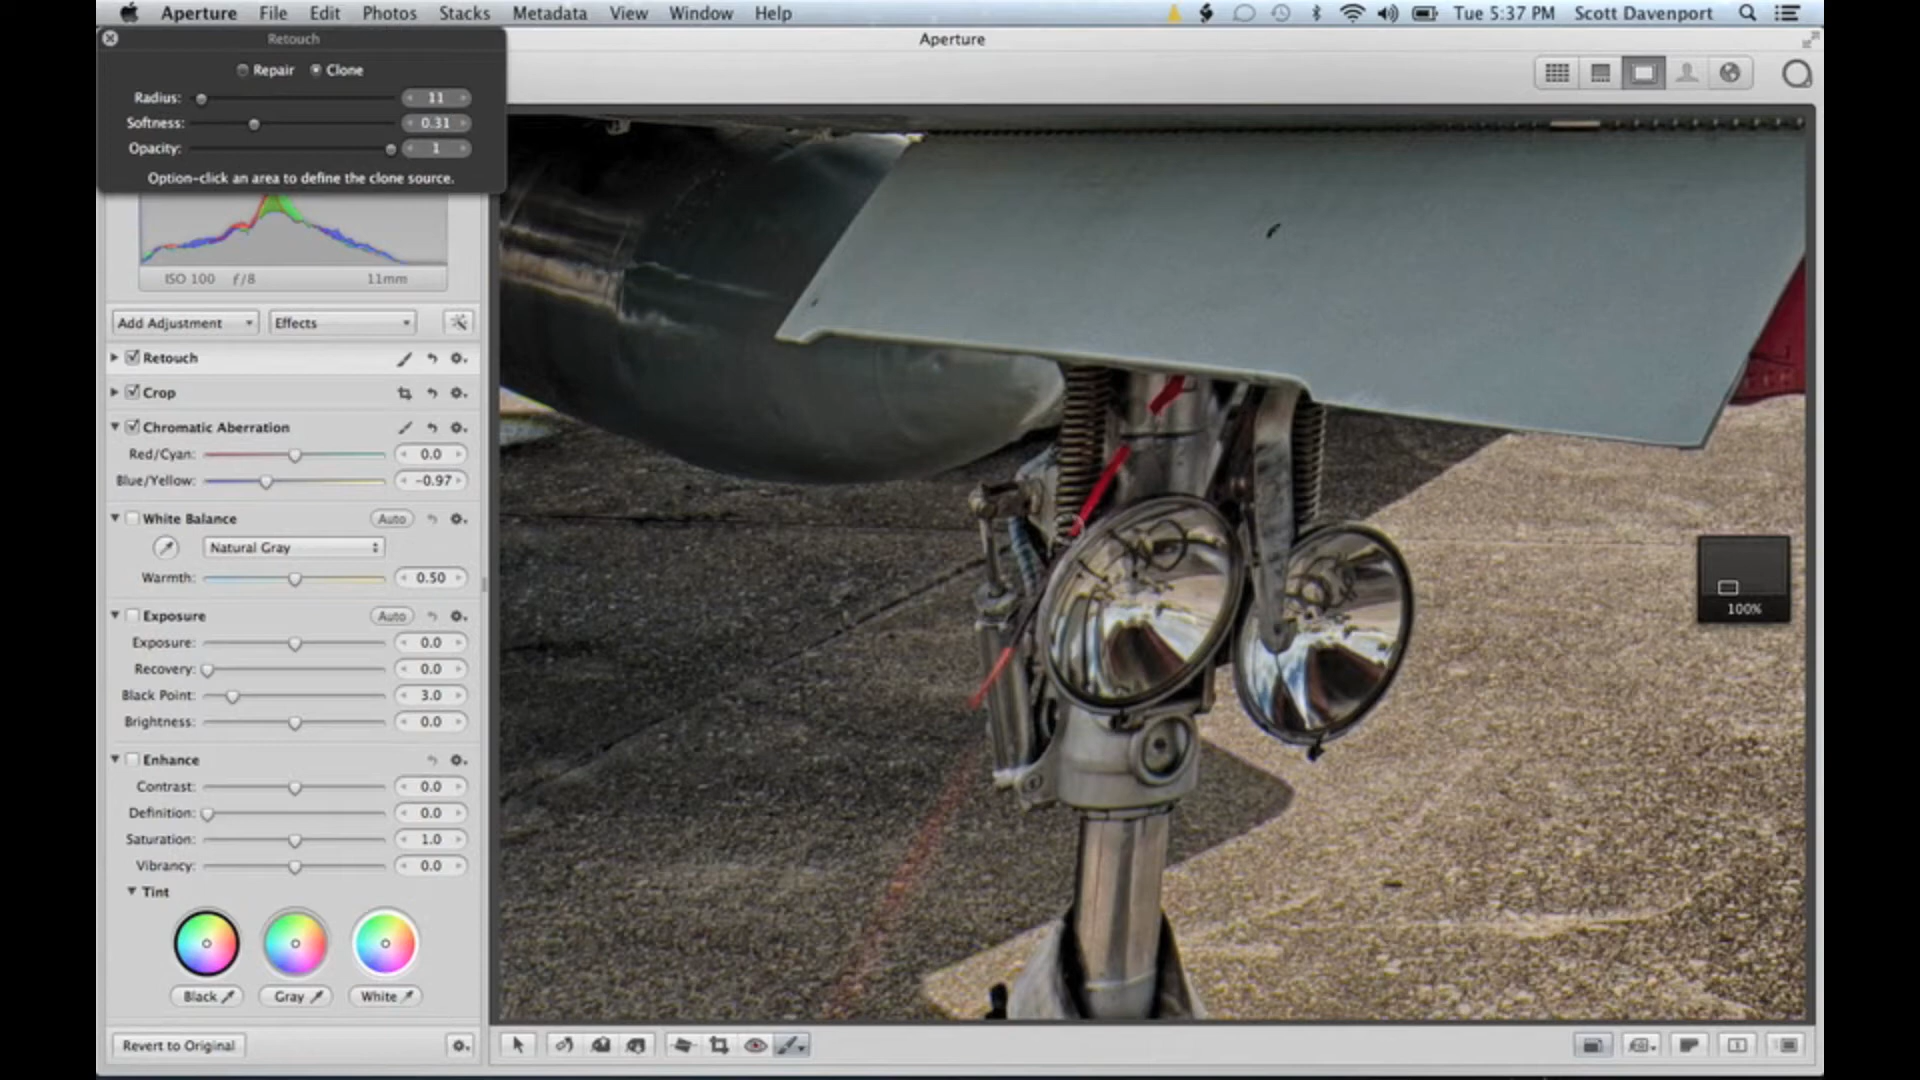 Aperture File Edit Photos Stacks Metadata View Window Help Tue 5:37 PM Scott Davenport
Retouch
Aperture
Repair Clone
Radius: 11
Softness: 0.31
Opacity: 1
Option-click an area to define the clone source.
ISO 100 f/8 11mm
Add Adjustment Effects
Retouch
Crop
Chromatic Aberration
Red/Cyan: 0.0
Blue/Yellow: -0.97
White Balance Auto
Natural Gray
Warmth: 0.50
Exposure Auto
Exposure: 0.0
Recovery: 0.0
Black Point: 3.0
Brightness: 0.0
Enhance
Contrast: 0.0
Definition: 0.0
Saturation: 1.0
Vibrancy: 0.0
Tint
Black Gray White
Revert to Original
100%